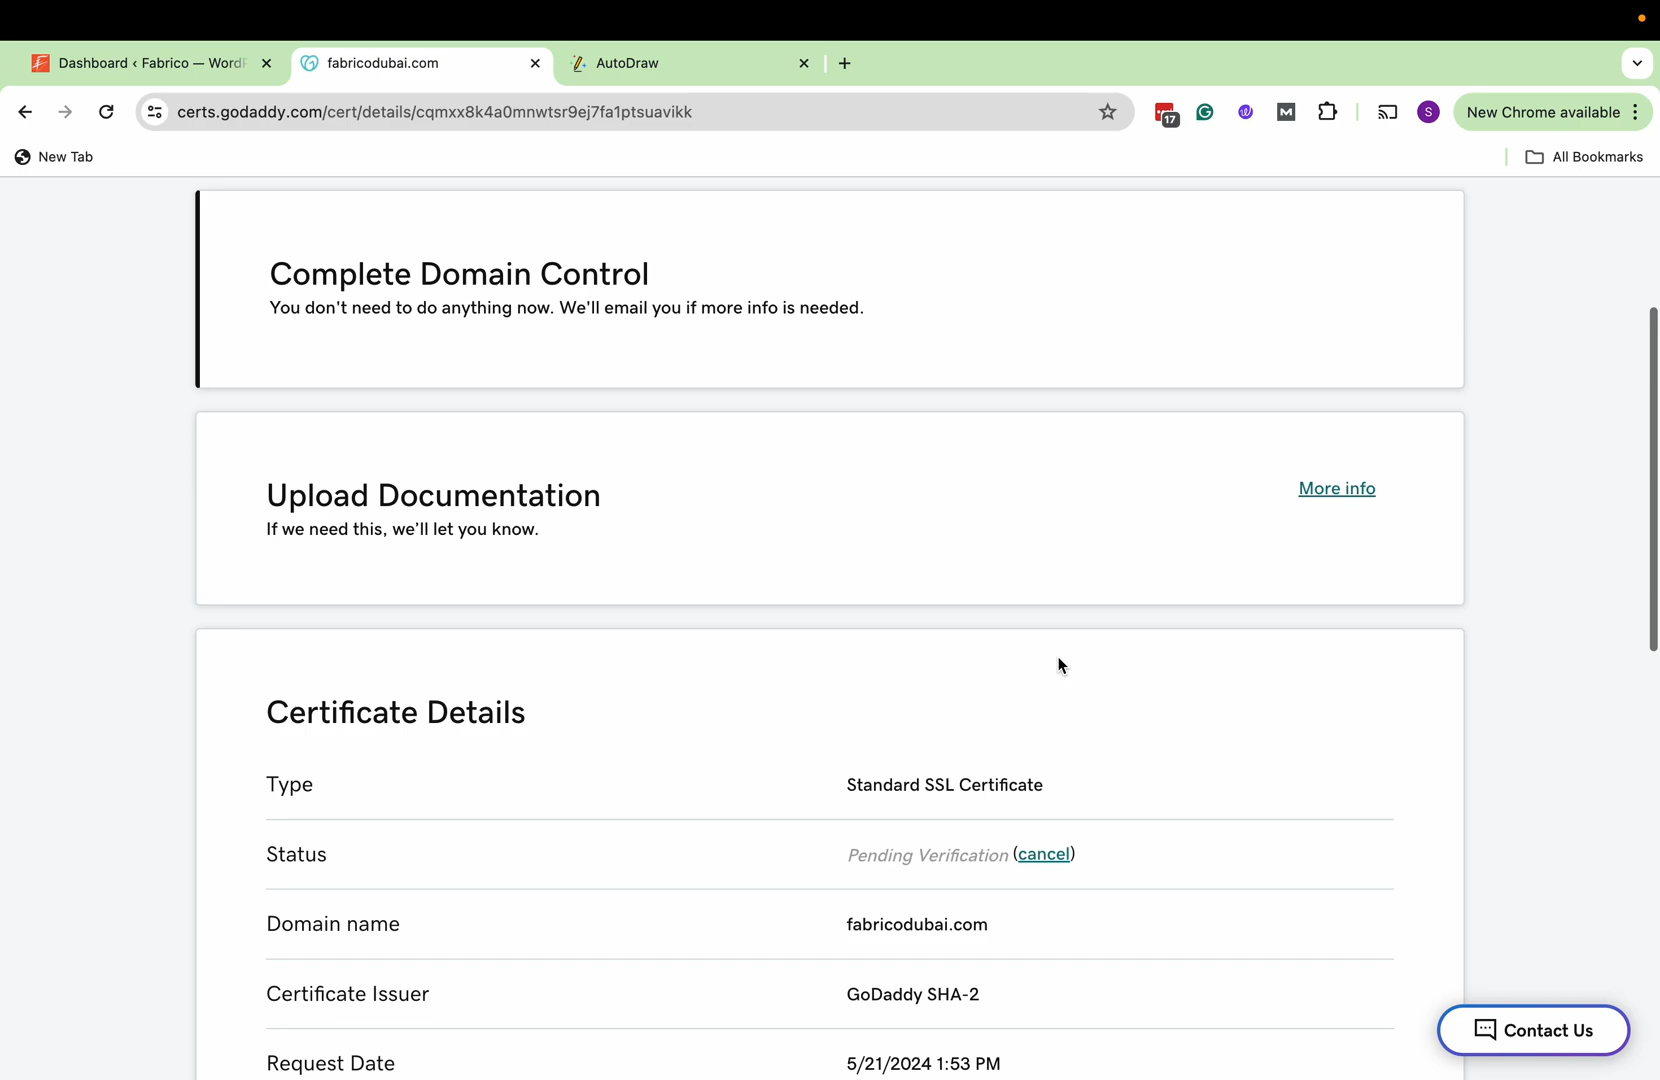 Dashboard ‹ Fabrico — WordP
fabricodubai.com
AutoDraw
certs.godaddy.com/cert/details/cqmxx8k4a0mnwtsr9ej7fa1ptsuavikk
17
M
S
New Chrome available
New Tab
All Bookmarks
Complete Domain Control
You don't need to do anything now. We'll email you if more info is needed.
Upload Documentation
More info
If we need this, we’ll let you know.
Certificate Details
Type
Standard SSL Certificate
Status
Pending Verification (cancel)
Domain name
fabricodubai.com
Certificate Issuer
GoDaddy SHA-2
Request Date
5/21/2024 1:53 PM
Contact Us